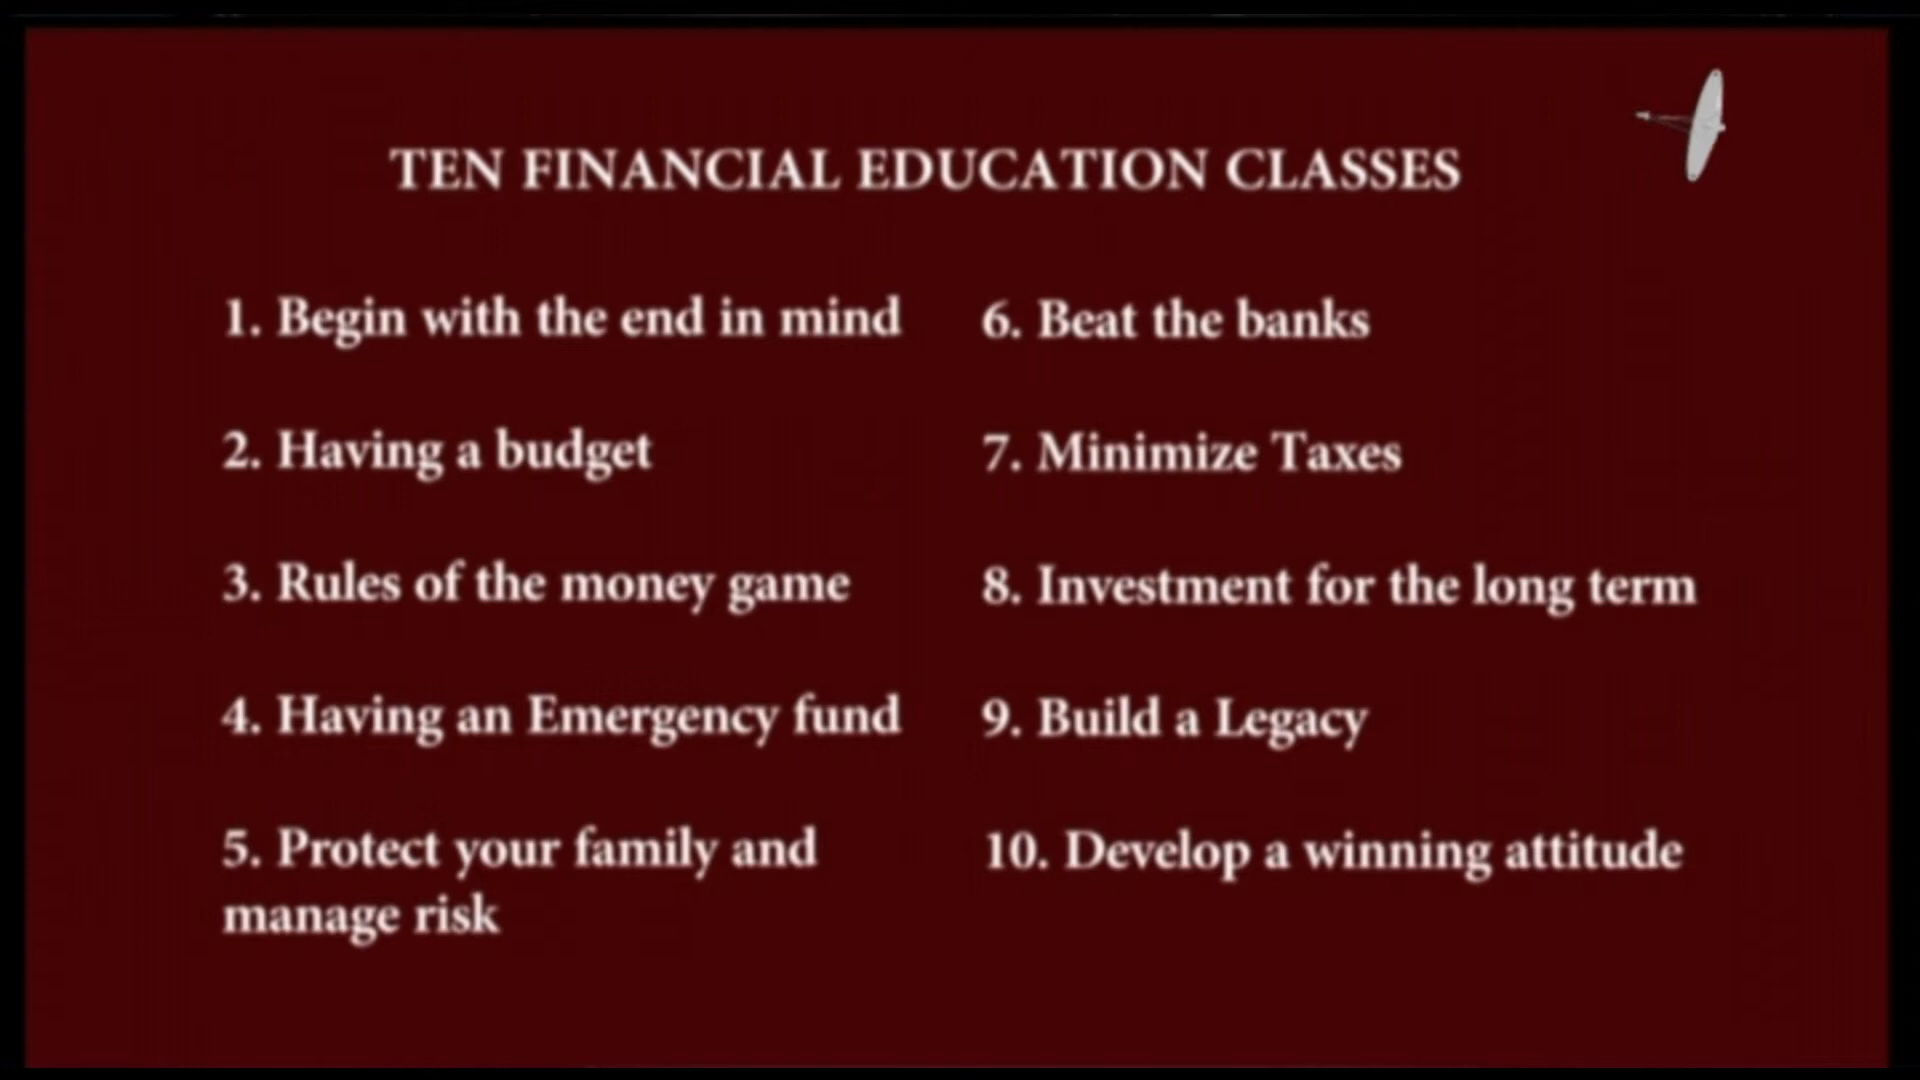 TEN FINANCIAL EDUCATION CLASSES
1. Begin with the end in mind
2. Having a budget
3. Rules of the money game
4. Having an Emergency fund
5. Protect your family and
manage risk
6. Beat the banks
7. Minimize Taxes
8. Investment for the long term
9. Build a Legacy
10. Develop a winning attitude